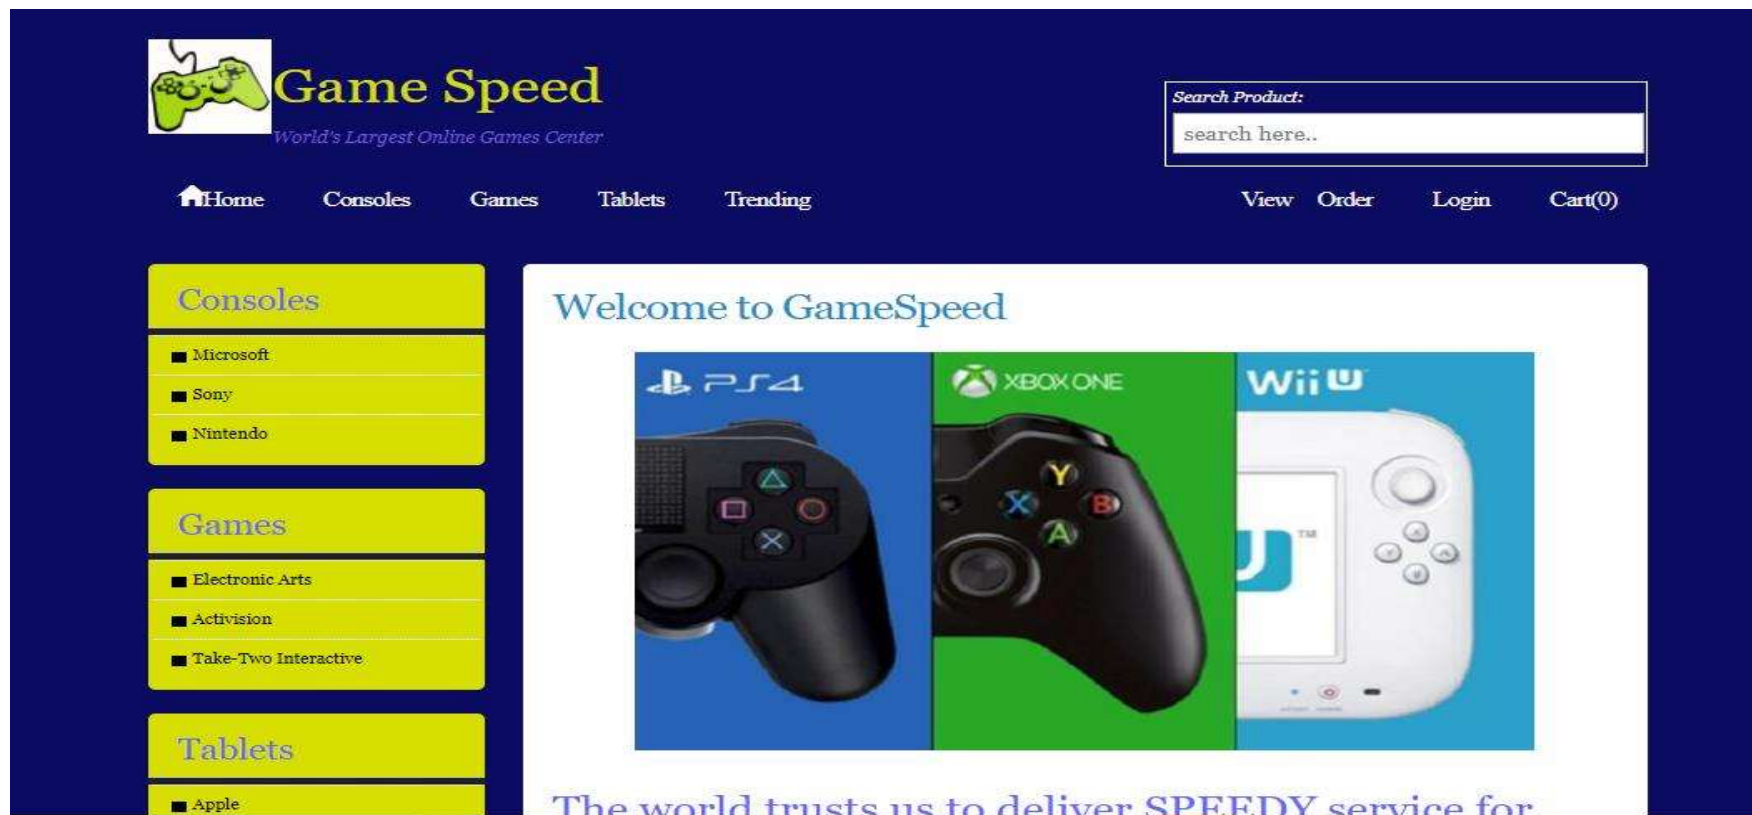 Game Speed
World's Largest Online Games Center
Search Product:
search here..
Home Consoles Games Tablets Trending View Order Login Cart(0)
Consoles
Microsoft
Sony
Nintendo
Games
Electronic Arts
Activision
Take-Two Interactive
Tablets
Apple
Welcome to GameSpeed
PS4 XBOX ONE Wii U
Y
X B
A
U TM
The world trusts us to deliver SPEEDY service for